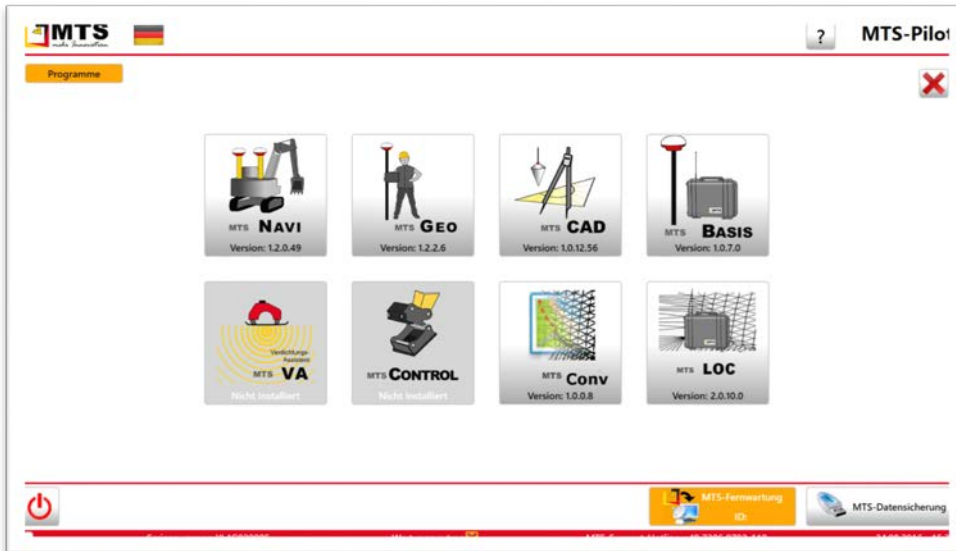 MTS
mehr Innovation
?
MTS-Pilot
Programme
MTS NAVI
Version: 1.2.0.49
MTS GEO
Version: 1.2.2.6
MTS CAD
Version: 1.0.12.56
MTS BASIS
Version: 1.0.7.0
Verdichtungs-
Assistent
MTS VA
Nicht installiert
MTS CONTROL
Nicht installiert
MTS Conv
Version: 1.0.0.8
MTS LOC
Version: 2.0.10.0
MTS-Fernwartung
ID:
MTS-Datensicherung